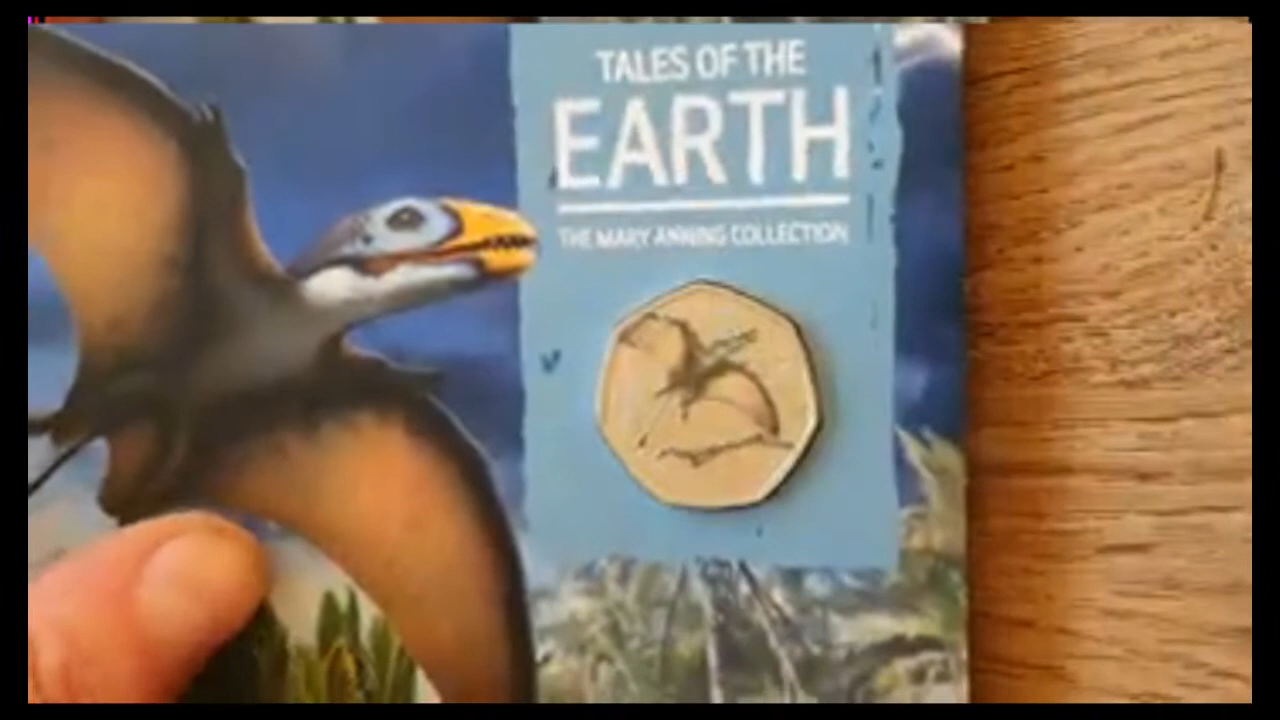 TALES OF THE
EARTH
THE MARY ANNING COLLECTION